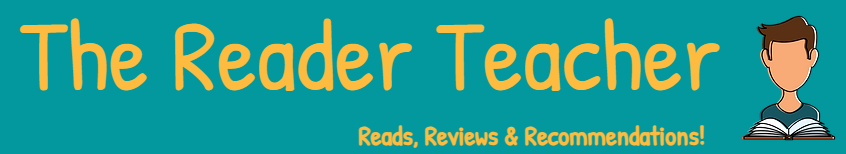 The Reader Teacher
Reads, Reviews & Recommendations!